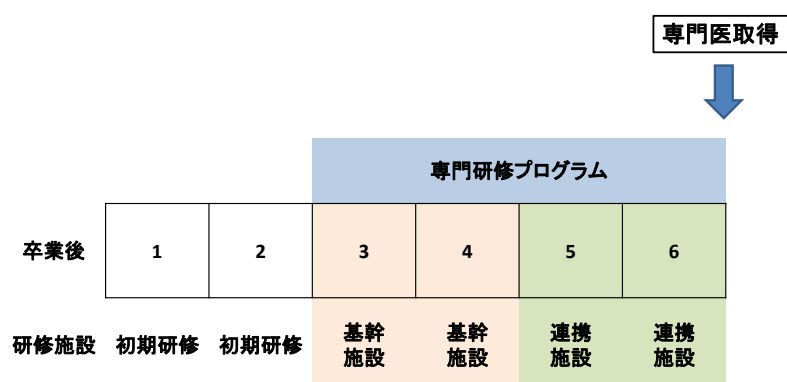 専門医取得
専門研修プログラム
卒業後 1 2 3 4 5 6
研修施設 初期研修 初期研修 基幹 基幹 連携 連携
施設 施設 施設 施設